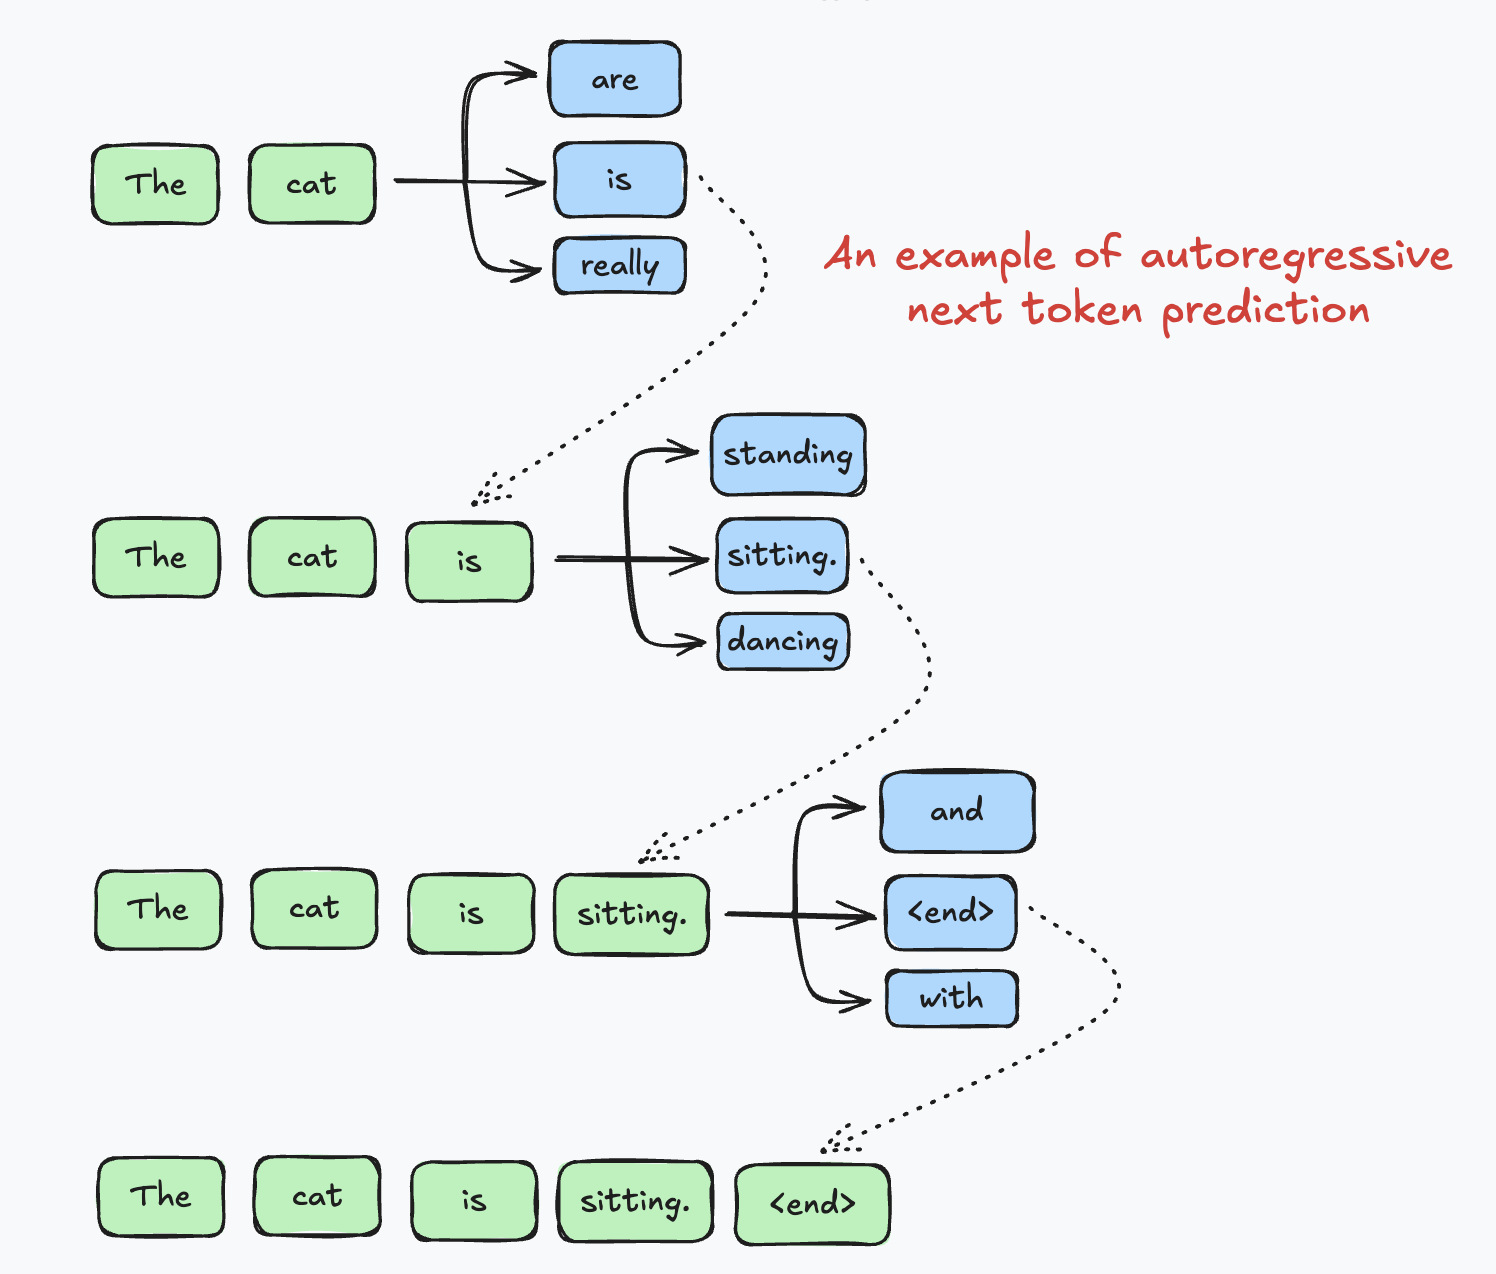 are
The cat is
really
An example of autoregressive
next token prediction
standing
The cat is sitting.
dancing
and
The cat is sitting. <end>
with
The cat is sitting. <end>